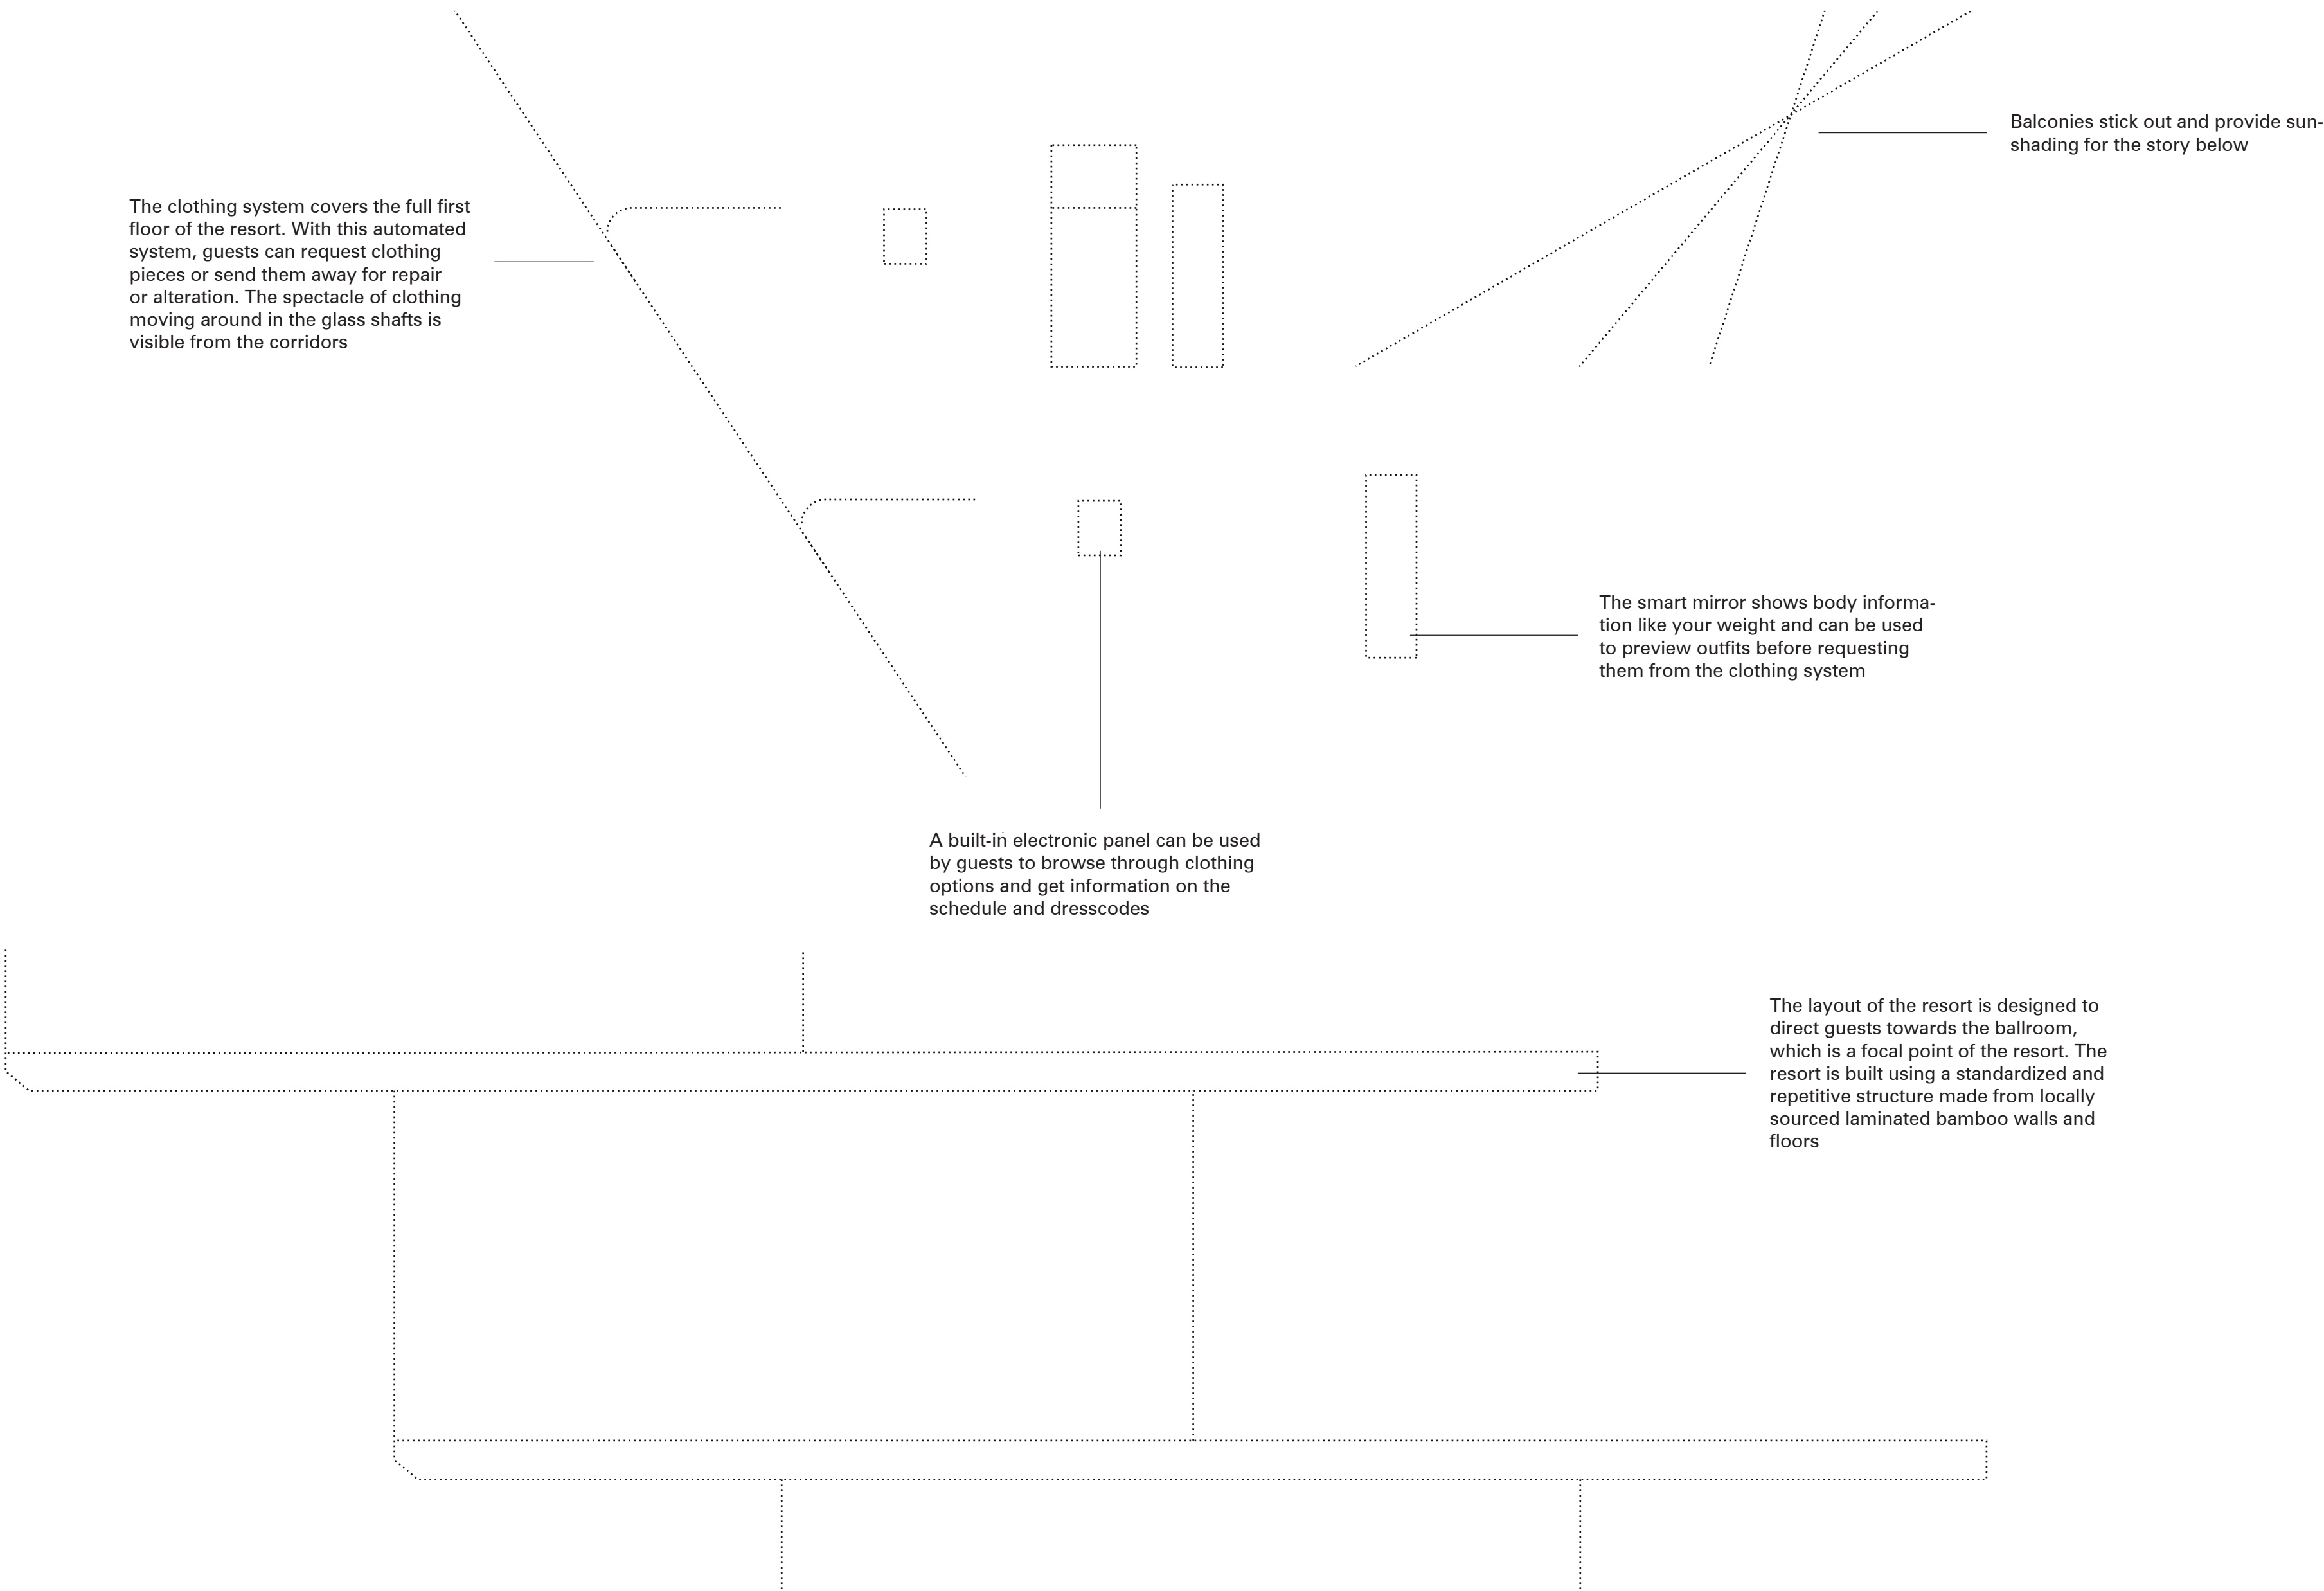 Balconies stick out and provide sun-
shading for the story below
The clothing system covers the full first
floor of the resort. With this automated
system, guests can request clothing
pieces or send them away for repair
or alteration. The spectacle of clothing
moving around in the glass shafts is
visible from the corridors
The smart mirror shows body informa-
tion like your weight and can be used
to preview outfits before requesting
them from the clothing system
A built-in electronic panel can be used
by guests to browse through clothing
options and get information on the
schedule and dresscodes
The layout of the resort is designed to
direct guests towards the ballroom,
which is a focal point of the resort. The
resort is built using a standardized and
repetitive structure made from locally
sourced laminated bamboo walls and
floors